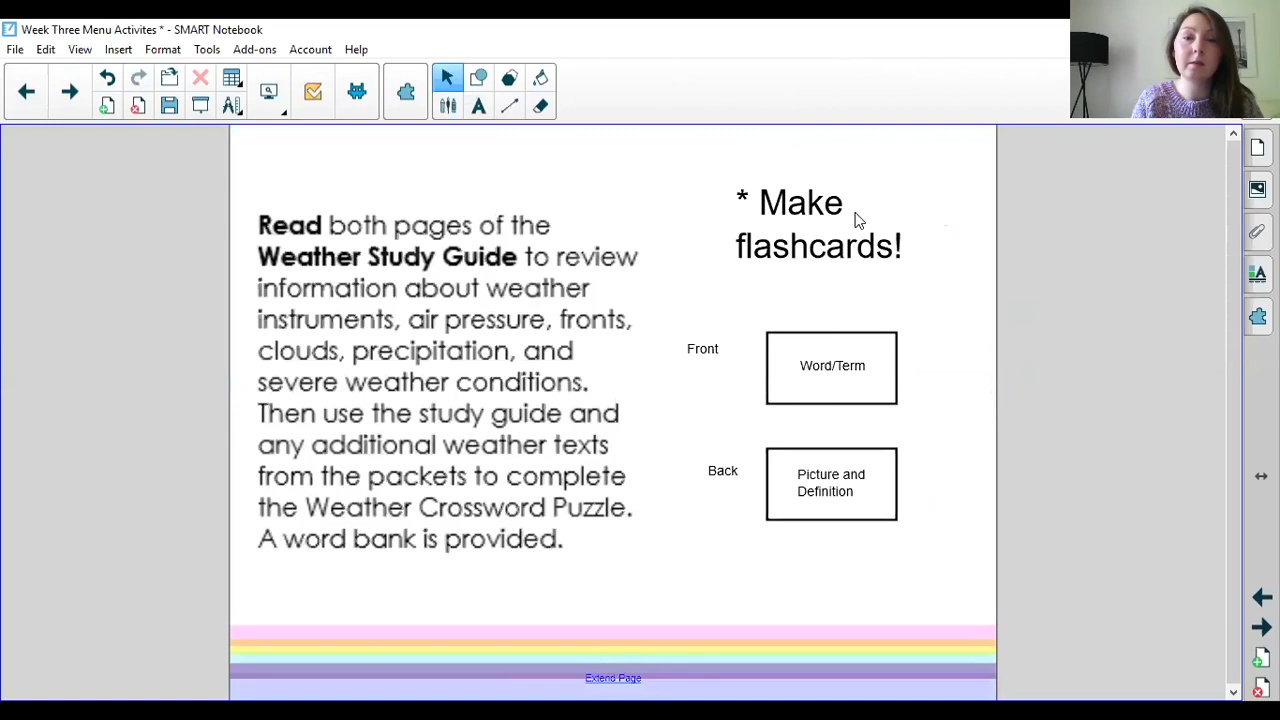 Week Three Menu Activites * - SMART Notebook
File Edit View Insert Format Tools Add-ons Account Help
Read both pages of the
Weather Study Guide to review
information about weather
instruments, air pressure, fronts,
clouds, precipitation, and
severe weather conditions.
Then use the study guide and
any additional weather texts
from the packets to complete
the Weather Crossword Puzzle.
A word bank is provided.
* Make
flashcards!
Front
Word/Term
Back
Picture and
Definition
Extend Page